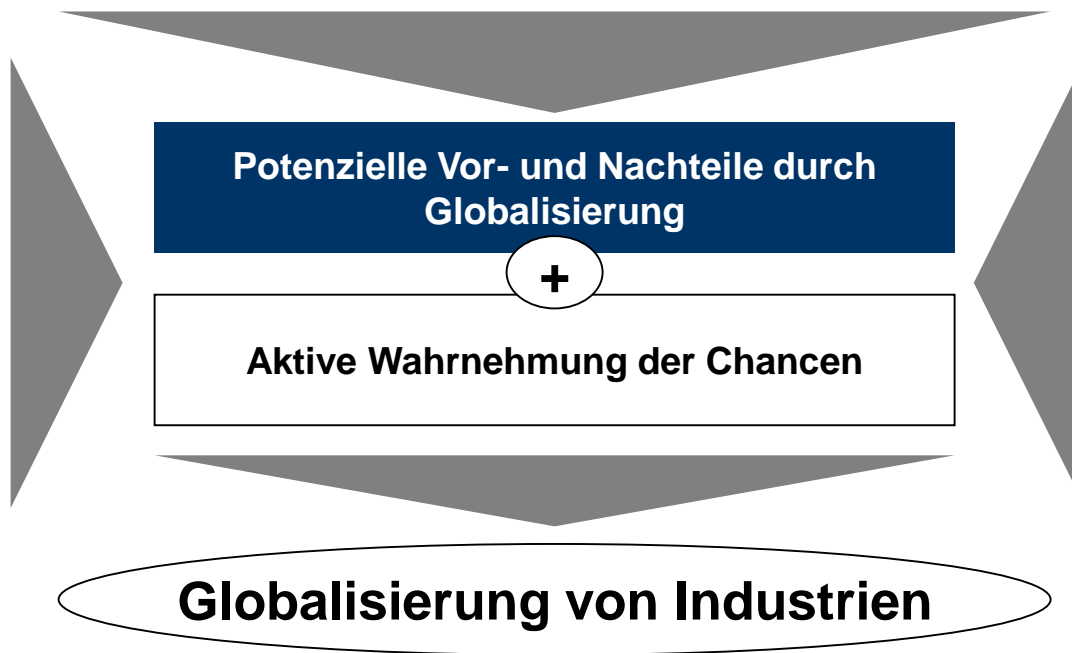 Potenzielle Vor- und Nachteile durch
Globalisierung
+
Aktive Wahrnehmung der Chancen
Globalisierung von Industrien